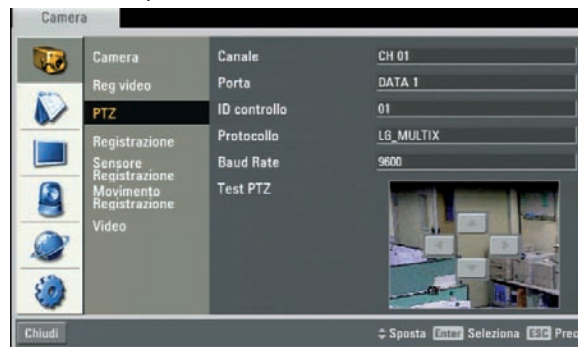 Camera
Camera
Reg video
PTZ
Registrazione
Sensore
Registrazione
Movimento
Registrazione
Video
Canale CH 01
Porta DATA 1
ID controllo 01
Protocollo LG_MULTIX
Baud Rate 9600
Test PTZ
Chiudi
Sposta Enter Seleziona ESC Prec